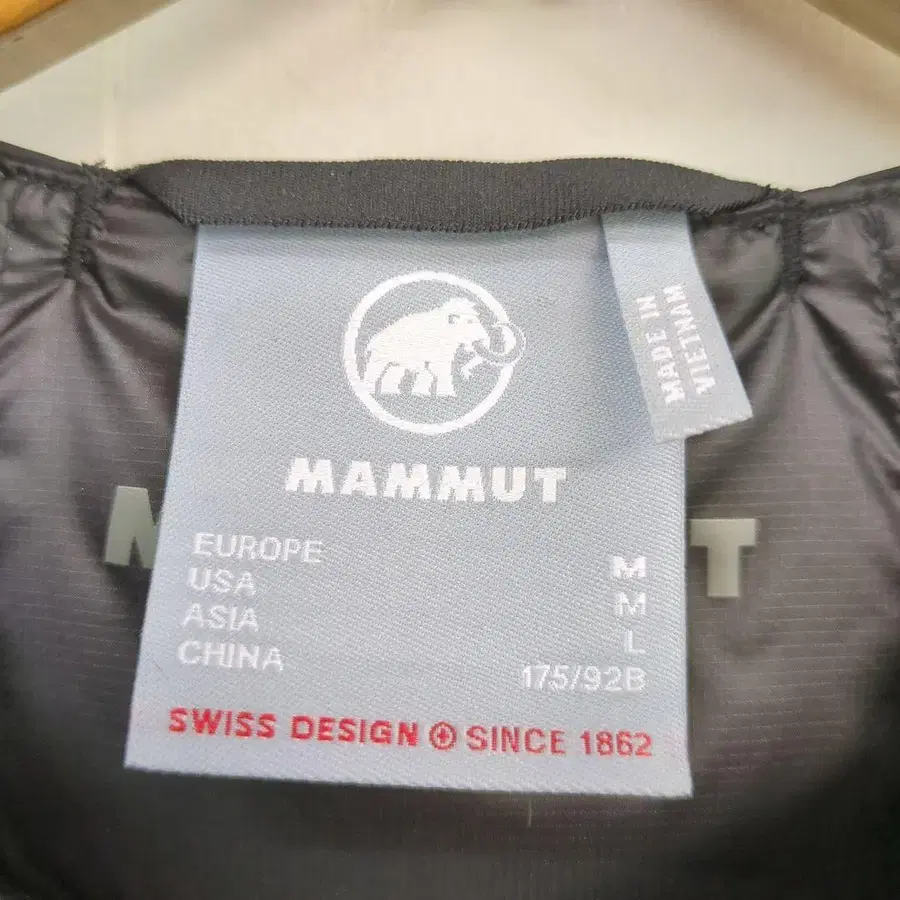 MAMMUT
EUROPE M
USA M
ASIA L
CHINA 175/92B
SWISS DESIGN SINCE 1862
MADE IN
VIETNAM
M T